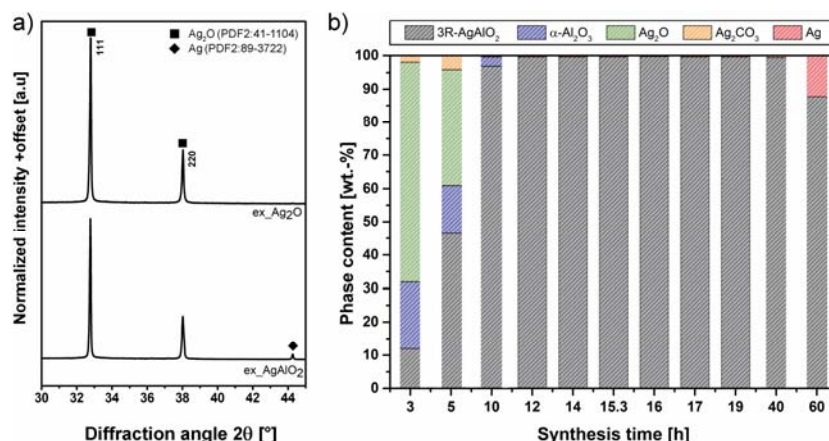 a)
■ Ag₂O (PDF2:41-1104)
◆ Ag (PDF2:89-3722)
111
220
ex_Ag₂O
ex_AgAlO₂
Normalized intensity +offset [a.u]
30 32 34 36 38 40 42 44
Diffraction angle 2θ [°]
b)
3R-AgAlO₂ α-Al₂O₃ Ag₂O Ag₂CO₃ Ag
100
90
80
70
60
50
40
30
20
10
0
Phase content [wt.-%]
3 5 10 12 14 15.3 16 17 19 40 60
Synthesis time [h]